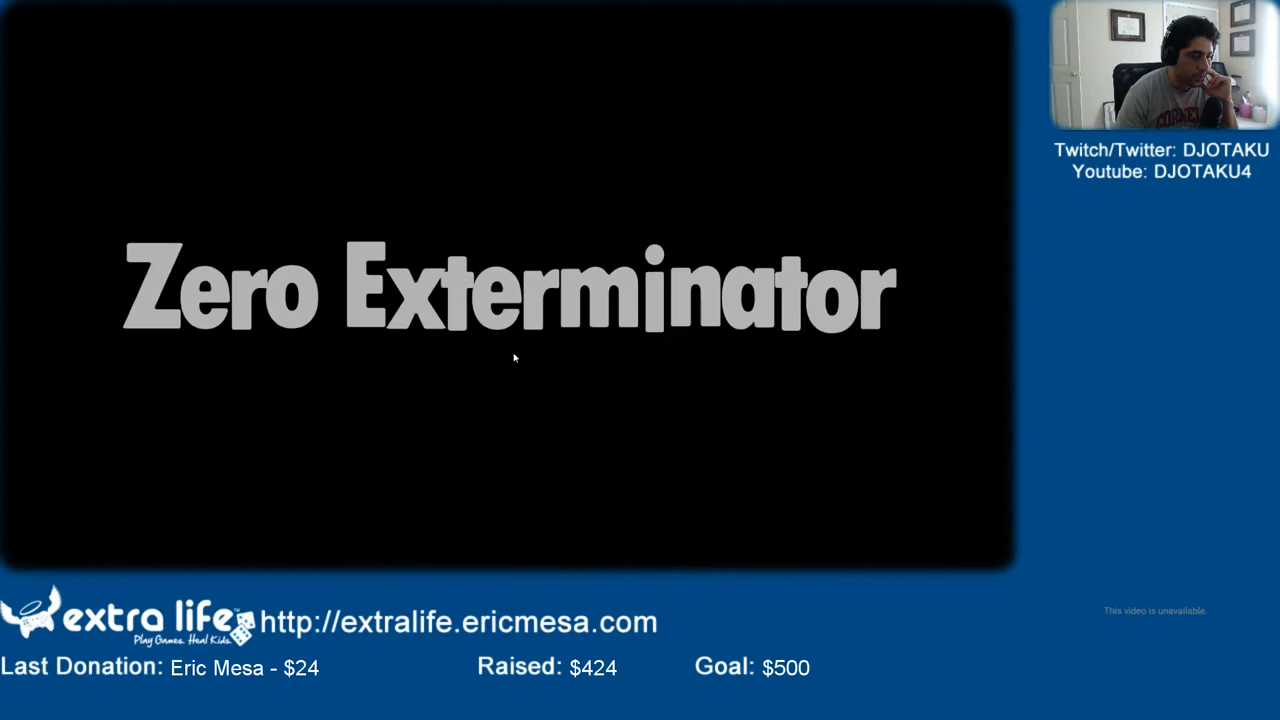 Zero Exterminator
Twitch/Twitter: DJOTAKU
Youtube: DJOTAKU4
This video is unavailable.
extra life
Play Games. Heal Kids.
http://extralife.ericmesa.com
Last Donation: Eric Mesa - $24
Raised: $424
Goal: $500